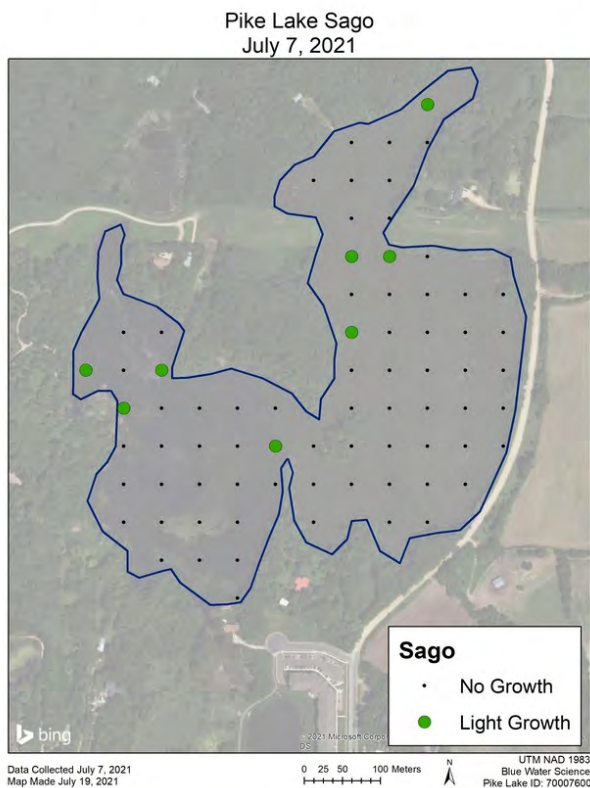 Pike Lake Sago
July 7, 2021
Sago
No Growth
Light Growth
bing
© 2021 Microsoft Corpo
DS
Data Collected July 7, 2021
Map Made July 19, 2021
0 25 50 100 Meters
N
UTM NAD 1983
Blue Water Science
Pike Lake ID: 70007600